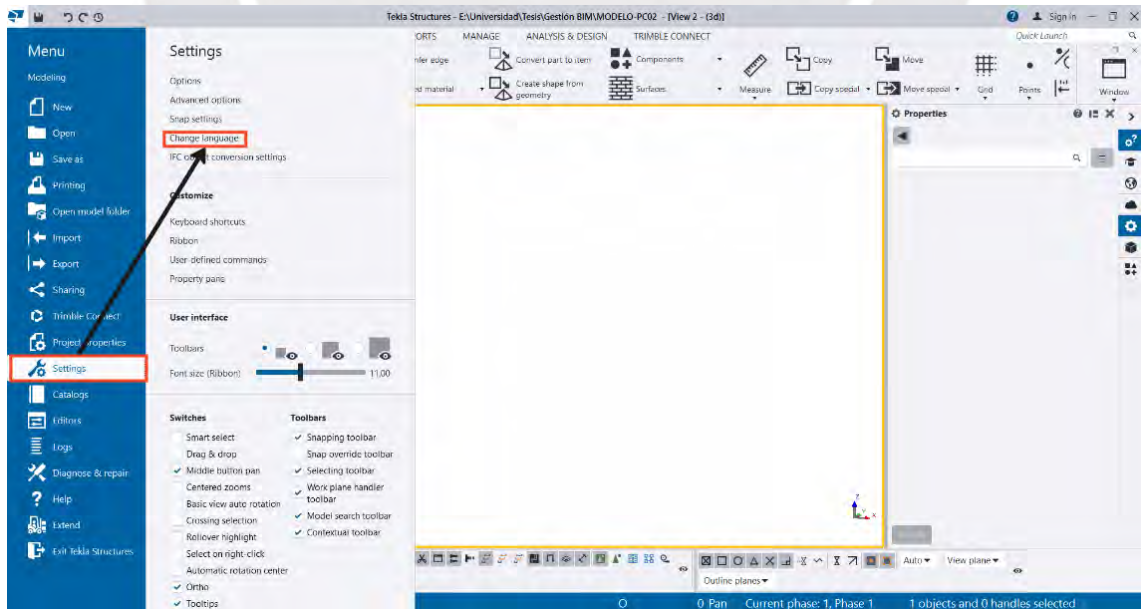 Tekla Structures - E:\Universidad\Tesis\Gestión BIM\MODELO-PC02 - [View 2 - (3d)]
Sign in
Menu
Modeling
New
Open
Save as
Printing
Open model folder
Import
Export
Sharing
Trimble Connect
Project properties
Settings
Catalogs
Editors
Logs
Diagnose & repair
Help
Extend
Exit Tekla Structures
Settings
Options
Advanced options
Snap settings
Change language
IFC object conversion settings
Customize
Keyboard shortcuts
Ribbon
User-defined commands
Property pane
User interface
Toolbars
Font size (Ribbon) 11.00
Switches
Smart select
Drag & drop
Middle button pan
Centered zooms
Basic view auto rotation
Crossing selection
Rollover highlight
Select on right-click
Automatic rotation center
Ortho
Tooltips
Toolbars
Snapping toolbar
Snap override toolbar
Selecting toolbar
Work plane handler
toolbar
Model search toolbar
Contextual toolbar
MANAGE ANALYSIS & DESIGN TRIMBLE CONNECT
Quick Launch
edge Convert part to item Components Copy Move
material Create shape from
geometry Surfaces Measure Copy special Move special Grid Points Window
Properties
Z
Y X
Auto View plane
Outline planes
0 Pan Current phase: 1, Phase 1 1 objects and 0 handles selected